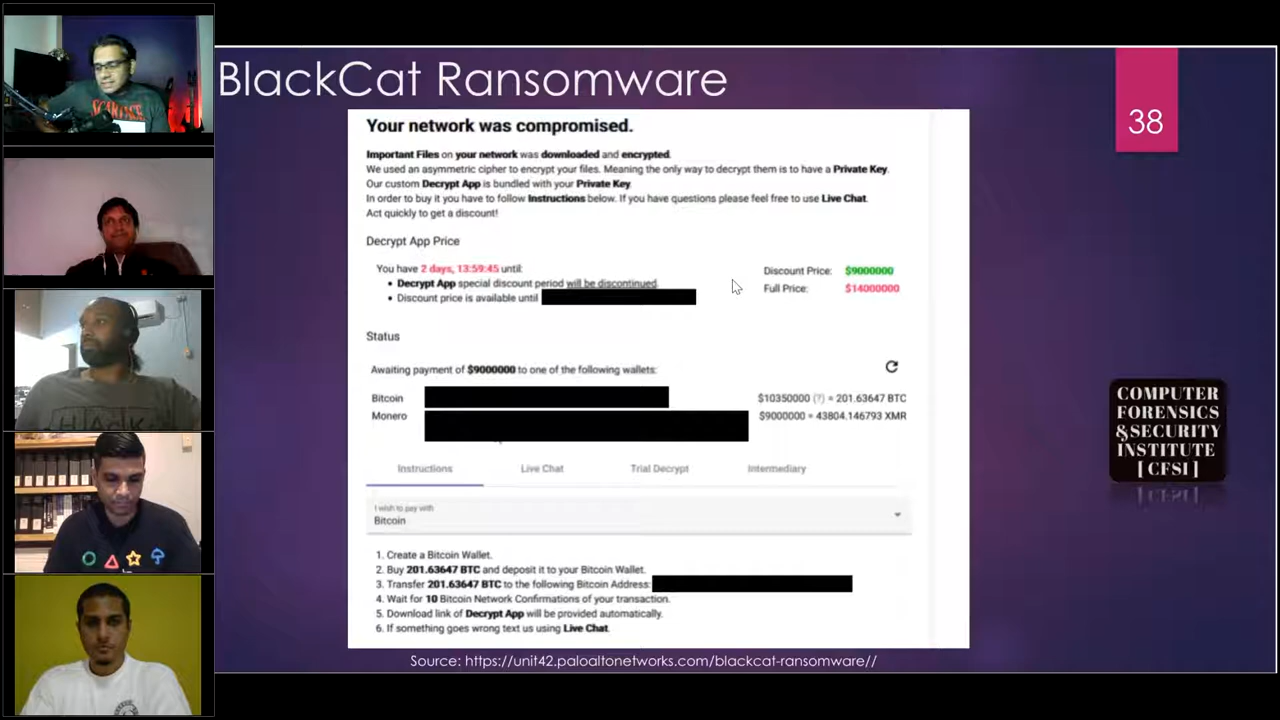 BlackCat Ransomware
38
Your network was compromised.
Important Files on your network was downloaded and encrypted.
We used an asymmetric cipher to encrypt your files. Meaning the only way to decrypt them is to have a Private Key.
Our custom Decrypt App is bundled with your Private Key.
In order to buy it you have to follow Instructions below. If you have questions please feel free to use Live Chat.
Act quickly to get a discount!
Decrypt App Price
You have 2 days, 13:59:45 until:
• Decrypt App special discount period will be discontinued.
• Discount price is available until
Discount Price: $9000000
Full Price: $14000000
Status
Awaiting payment of $9000000 to one of the following wallets:
Bitcoin
$10350000 (?) = 201.63647 BTC
Monero
$9000000 = 43804.146793 XMR
Instructions Live Chat Trial Decrypt Intermediary
I wish to pay with
Bitcoin
1. Create a Bitcoin Wallet.
2. Buy 201.63647 BTC and deposit it to your Bitcoin Wallet.
3. Transfer 201.63647 BTC to the following Bitcoin Address:
4. Wait for 10 Bitcoin Network Confirmations of your transaction.
5. Download link of Decrypt App will be provided automatically.
6. If something goes wrong text us using Live Chat.
Source: https://unit42.paloaltonetworks.com/blackcat-ransomware//
COMPUTER
FORENSICS
&SECURITY
INSTITUTE
[ CFSI ]